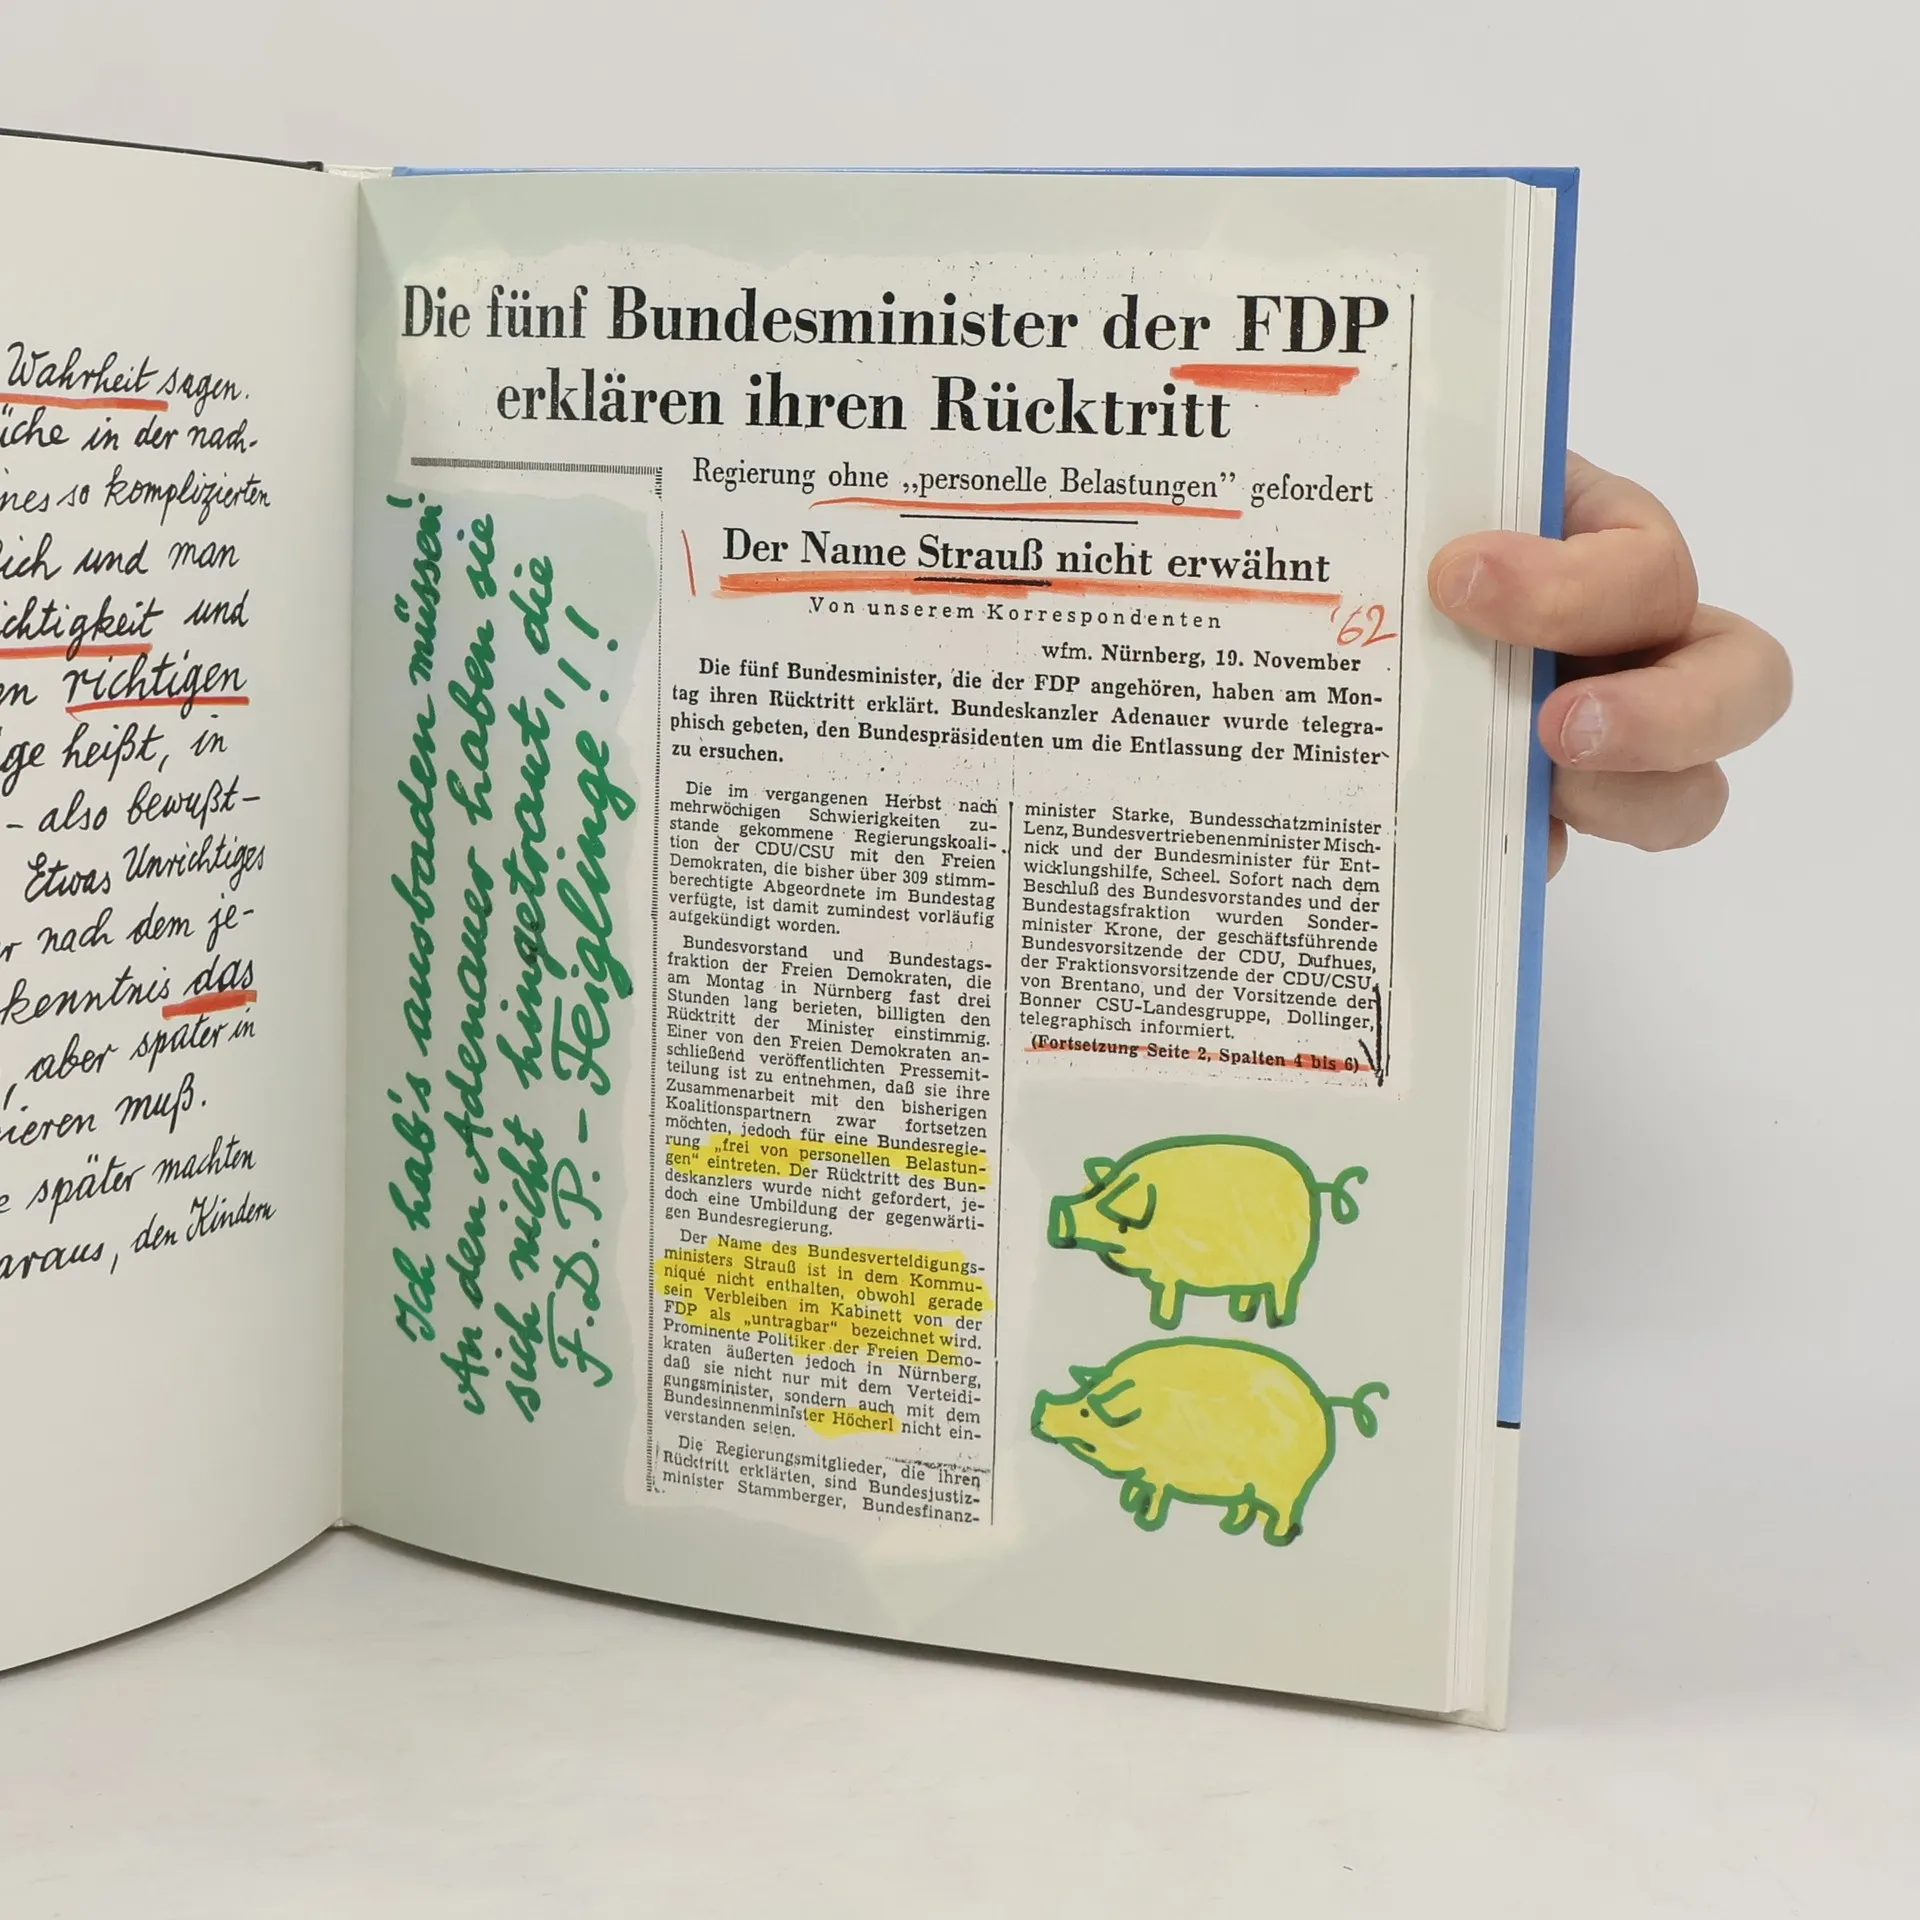 Wahrheit sagen.
in der nach-
so komplizierten
und man
und
richtigen
heißt, in
- also bewußt-
Etwas Unrichtiges
nach dem je-
das
, aber später in
muß.
später machten
, den Kindern
Die fünf Bundesminister der FDP
erklären ihren Rücktritt
Regierung ohne „personelle Belastungen” gefordert
Der Name Strauß nicht erwähnt
Von unserem Korrespondenten
'62
wfm. Nürnberg, 19. November
Die fünf Bundesminister, die der FDP angehören, haben am Mon-
tag ihren Rücktritt erklärt. Bundeskanzler Adenauer wurde telegra-
phisch gebeten, den Bundespräsidenten um die Entlassung der Minister
zu ersuchen.
Die im vergangenen Herbst nach
mehrwöchigen Schwierigkeiten zu-
stande gekommene Regierungskoali-
tion der CDU/CSU mit den Freien
Demokraten, die bisher über 309 stimm-
berechtigte Abgeordnete im Bundestag
verfügte, ist damit zumindest vorläufig
aufgekündigt worden.
Bundesvorstand und Bundestags-
fraktion der Freien Demokraten, die
am Montag in Nürnberg fast drei
Stunden lang berieten, billigten den
Rücktritt der Minister einstimmig.
Einer von den Freien Demokraten an-
schließend veröffentlichten Pressemit-
teilung ist zu entnehmen, daß sie ihre
Zusammenarbeit mit den bisherigen
Koalitionspartnern zwar fortsetzen
möchten, jedoch für eine Bundesregie-
rung „frei von personellen Belastun-
gen“ eintreten. Der Rücktritt des Bun-
deskanzlers wurde nicht gefordert, je-
doch eine Umbildung der gegenwärti-
gen Bundesregierung.
Der Name des Bundesverteidigungs-
ministers Strauß ist in dem Kommu-
niqué nicht enthalten, obwohl gerade
sein Verbleiben im Kabinett von der
FDP als „untragbar“ bezeichnet wird.
Prominente Politiker der Freien Demo-
kraten äußerten jedoch in Nürnberg,
daß sie nicht nur mit dem Verteidi-
gungsminister, sondern auch mit dem
Bundesinnenminister Höcherl nicht ein-
verstanden seien.
Die Regierungsmitglieder, die ihren
Rücktritt erklärten, sind Bundesjustiz-
minister Stammberger, Bundesfinanz-
minister Starke, Bundesschatzminister
Lenz, Bundesvertriebenenminister Misch-
nick und der Bundesminister für Ent-
wicklungshilfe, Scheel. Sofort nach dem
Beschluß des Bundesvorstandes und der
Bundestagsfraktion wurden Sonder-
minister Krone, der geschäftsführende
Bundesvorsitzende der CDU, Dufhues,
der Fraktionsvorsitzende der CDU/CSU,
von Brentano, und der Vorsitzende der
Bonner CSU-Landesgruppe, Dollinger,
telegraphisch informiert.
(Fortsetzung Seite 2, Spalten 4 bis 6)
Ich hab's ausbaden müssen!
An den Adenauer haben sie
sich nicht hingetraut, die
F.D.P. - Feiglinge!!!